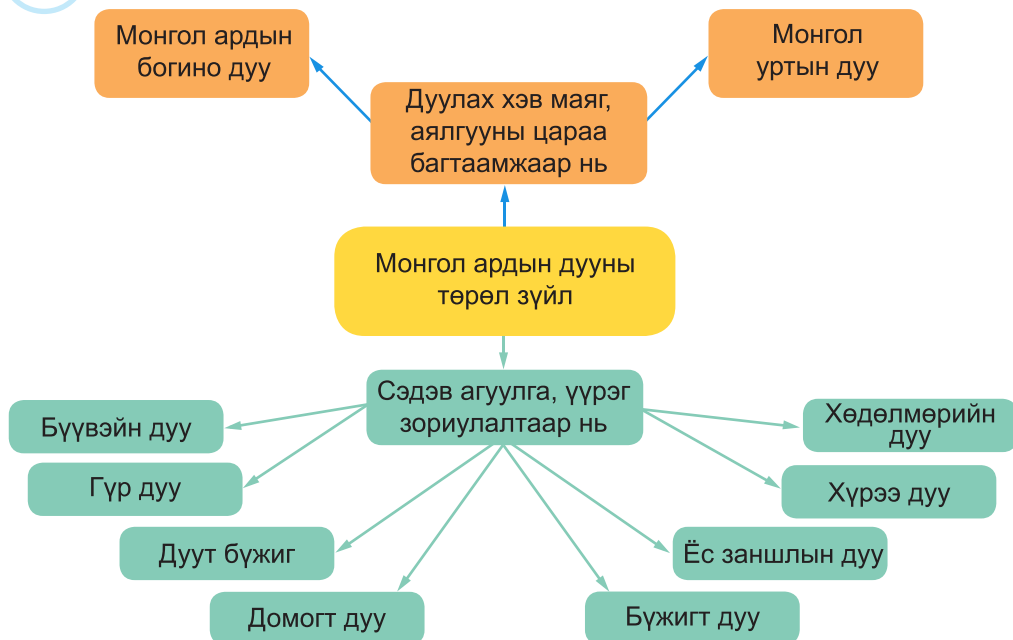 Монгол ардын
богино дуу
Монгол
уртын дуу
Дуулах хэв маяг,
аялгууны цараа
багтаамжаар нь
Монгол ардын дууны
төрөл зүйл
Сэдэв агуулга, үүрэг
зориулалтаар нь
Бүүвэйн дуу
Гүр дуу
Дуут бүжиг
Домогт дуу
Бүжигт дуу
Ёс заншлын дуу
Хүрээ дуу
Хөдөлмөрийн
дуу